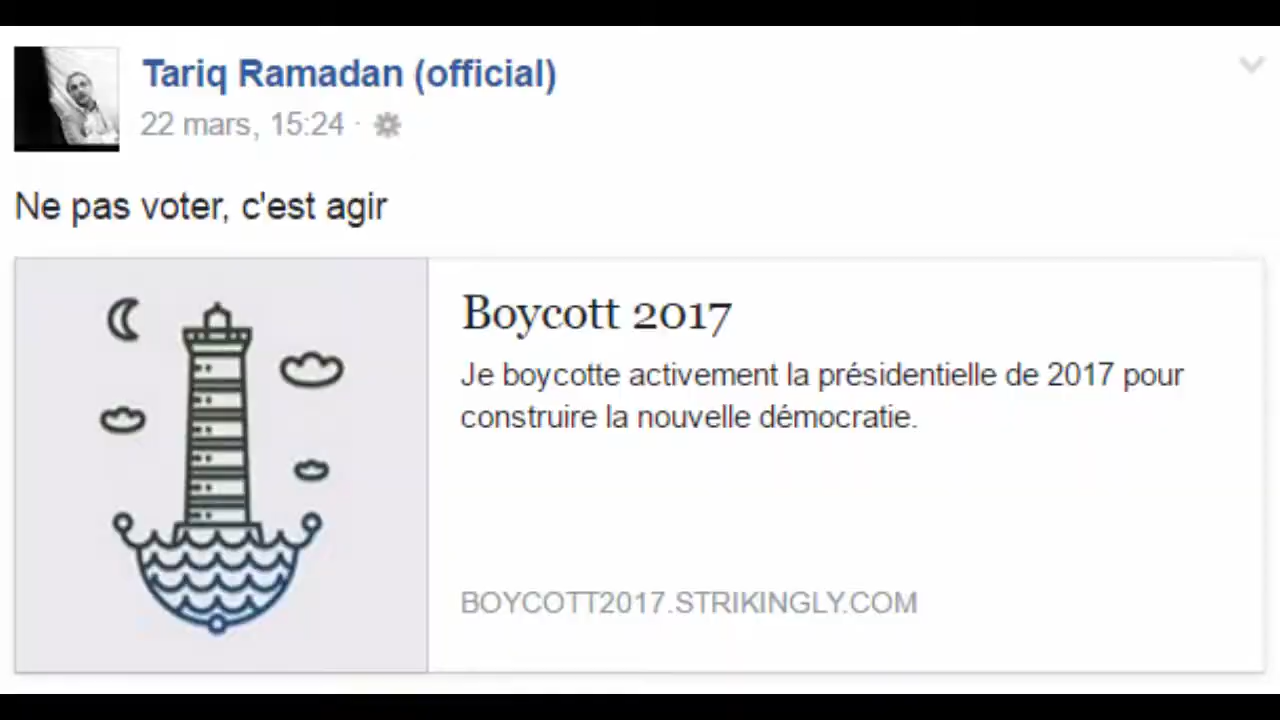 Tariq Ramadan (official)
22 mars, 15:24 ·
Ne pas voter, c'est agir
Boycott 2017
Je boycotte activement la présidentielle de 2017 pour
construire la nouvelle démocratie.
BOYCOTT2017.STRIKINGLY.COM